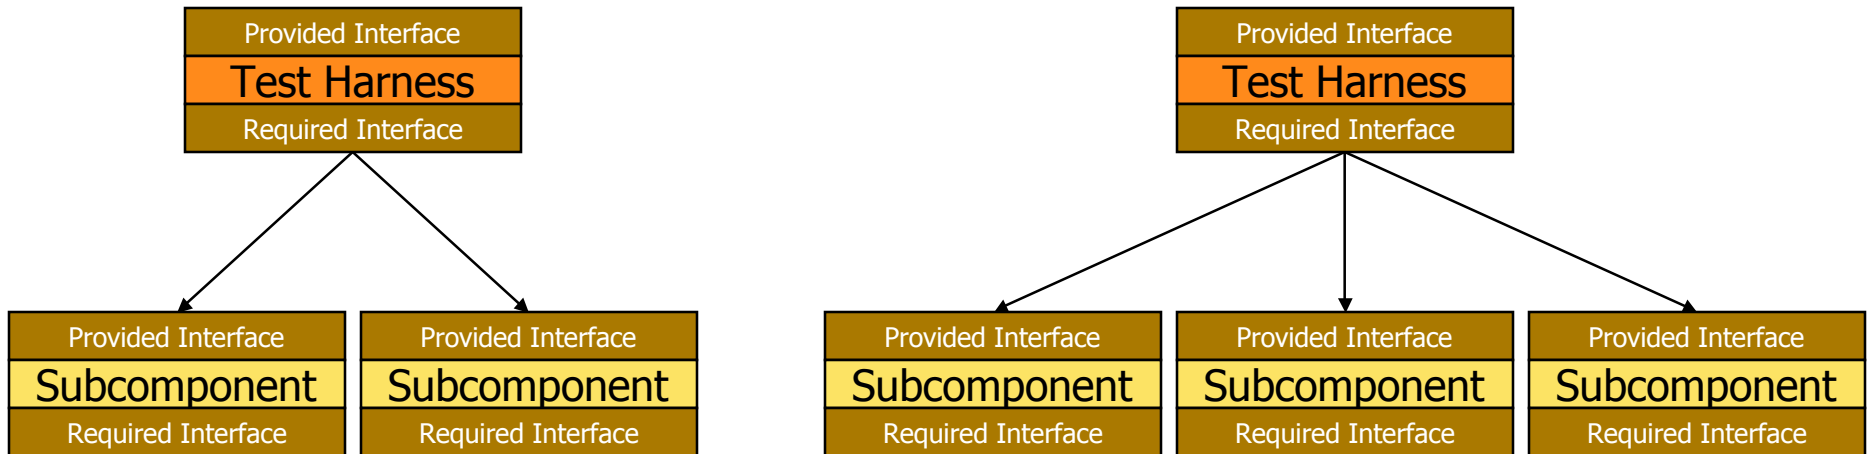 Provided Interface
Test Harness
Required Interface
Provided Interface
Test Harness
Required Interface
Provided Interface
Subcomponent
Required Interface
Provided Interface
Subcomponent
Required Interface
Provided Interface
Subcomponent
Required Interface
Provided Interface
Subcomponent
Required Interface
Provided Interface
Subcomponent
Required Interface